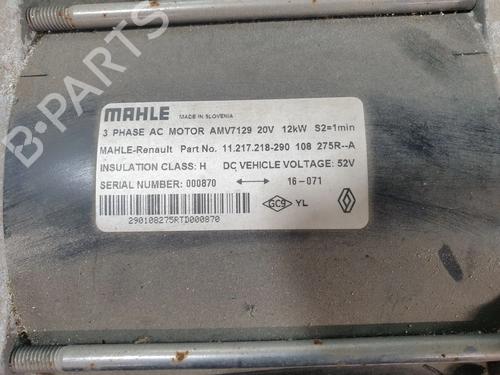 MAHLE MADE IN SLOVENIA
3 PHASE AC MOTOR AMV7129 20V 12kW S2=1min
MAHLE-Renault Part No. 11.217.218-290 108 275R--A
INSULATION CLASS: H DC VEHICLE VOLTAGE: 52V
SERIAL NUMBER: 000870 16-071
GC9 YL
290108275RTD000870
B-PARTS
B-PARTS
B-PARTS